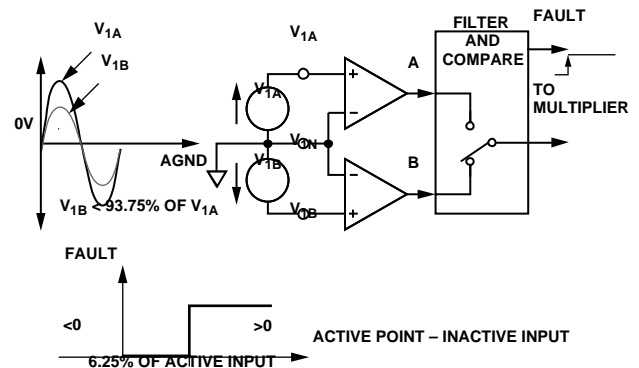 V1A
V1B
0V
V1B < 93.75% OF V1A
AGND
V1A
V1A
V1N
V1B
V1B
+
–
–
+
A
B
FILTER
AND
COMPARE
FAULT
TO
MULTIPLIER
FAULT
<0
>0
6.25% OF ACTIVE INPUT
ACTIVE POINT – INACTIVE INPUT